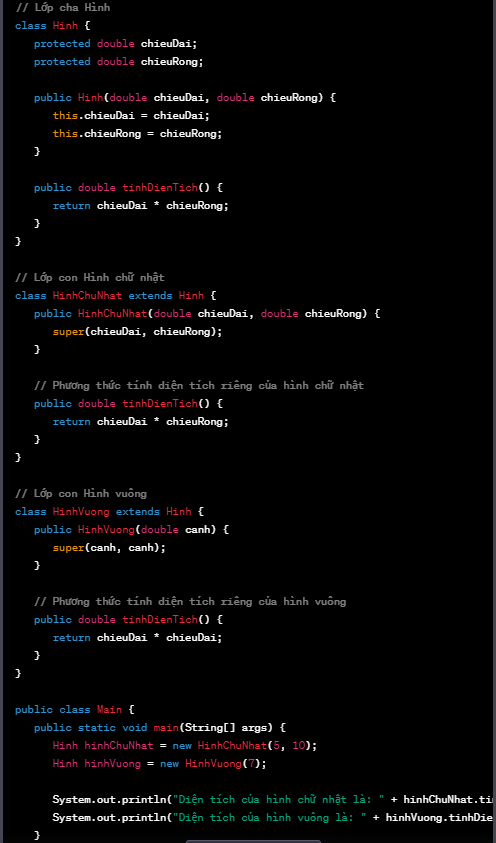 // Lớp cha Hình
class Hinh {
protected double chieuDai;
protected double chieuRong;
public Hinh(double chieuDai, double chieuRong) {
this.chieuDai = chieuDai;
this.chieuRong = chieuRong;
}
public double tinhDienTich() {
return chieuDai * chieuRong;
}
}
// Lớp con Hình chữ nhật
class HinhChuNhat extends Hinh {
public HinhChuNhat(double chieuDai, double chieuRong) {
super(chieuDai, chieuRong);
}
// Phương thức tính diện tích riêng của hình chữ nhật
public double tinhDienTich() {
return chieuDai * chieuRong;
}
}
// Lớp con Hình vuông
class HinhVuong extends Hinh {
public HinhVuong(double canh) {
super(canh, canh);
}
// Phương thức tính diện tích riêng của hình vuông
public double tinhDienTich() {
return chieuDai * chieuDai;
}
}
public class Main {
public static void main(String[] args) {
Hinh hinhChuNhat = new HinhChuNhat(5, 10);
Hinh hinhVuong = new HinhVuong(7);
System.out.println("Diện tích của hình chữ nhật là: " + hinhChuNhat.ti
System.out.println("Diện tích của hình vuông là: " + hinhVuong.tinhDie
}